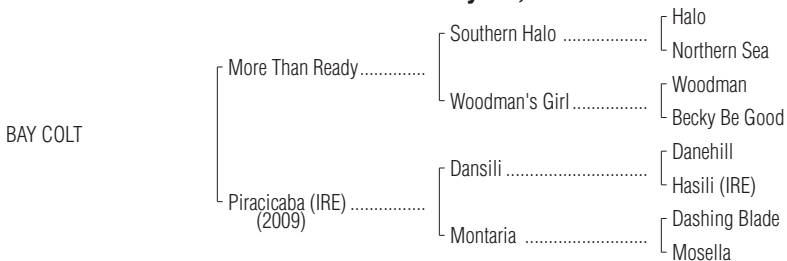 Halo
Southern Halo ..................
Northern Sea
More Than Ready..............
Woodman
Woodman's Girl................
Becky Be Good
BAY COLT
Danehill
Dansili ..............................
Hasili (IRE)
Piracicaba (IRE) ................
(2009)
Dashing Blade
Montaria ..........................
Mosella